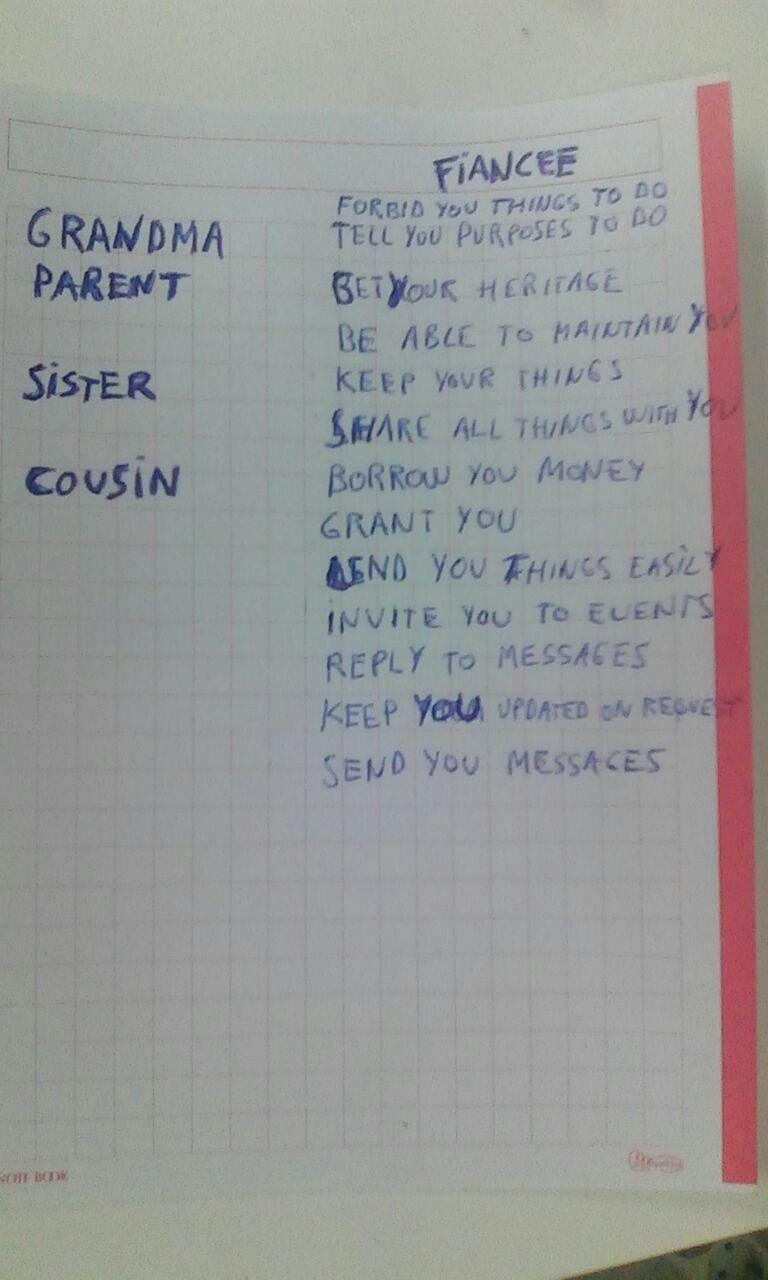 FIANCEE
FORBID YOU THINGS TO DO
GRANDMA TELL YOU PURPOSES TO DO
PARENT BET YOUR HERITAGE
BE ABLE TO MAINTAIN YOU
SISTER KEEP YOUR THINGS
SHARE ALL THINGS WITH YOU
COUSIN BORROW YOU MONEY
GRANT YOU
LEND YOU THINGS EASILY
INVITE YOU TO EVENTS
REPLY TO MESSAGES
KEEP YOU UPDATED ON REQUEST
SEND YOU MESSAGES
NOTE BOOK